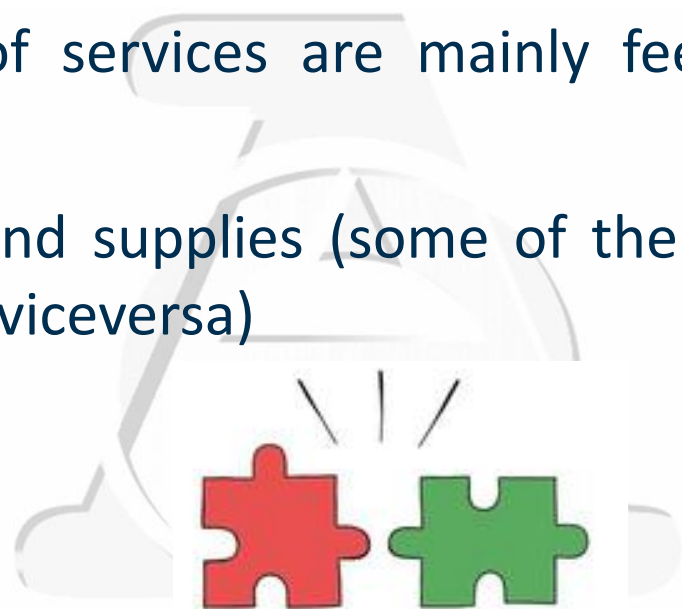 of services are mainly fee
nd supplies (some of the
viceversa)